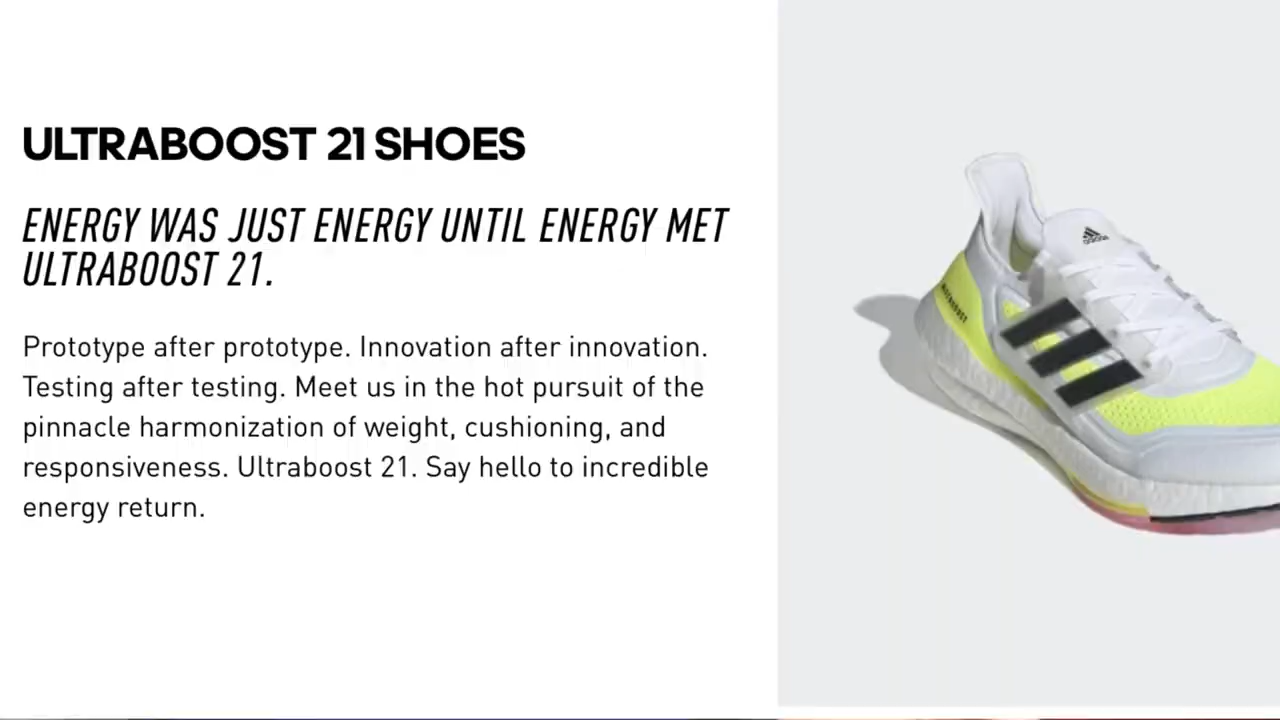 ULTRABOOST 21 SHOES
ENERGY WAS JUST ENERGY UNTIL ENERGY MET
ULTRABOOST 21.
Prototype after prototype. Innovation after innovation.
Testing after testing. Meet us in the hot pursuit of the
pinnacle harmonization of weight, cushioning, and
responsiveness. Ultraboost 21. Say hello to incredible
energy return.
adidas